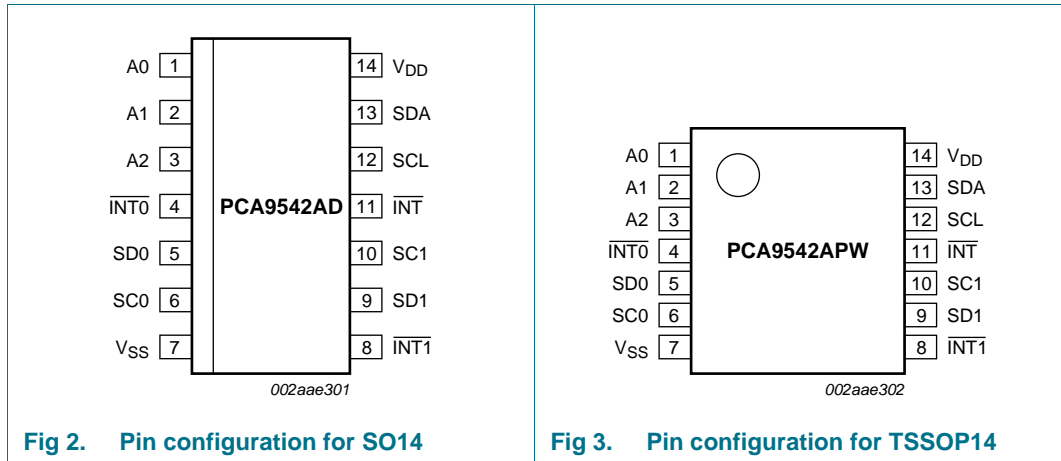 A0 1 14 VDD
A1 2 13 SDA
A2 3 12 SCL
INT0 4 PCA9542AD 11 INT
SD0 5 10 SC1
SC0 6 9 SD1
VSS 7 8 INT1
002aae301
Fig 2. Pin configuration for SO14
A0 1 14 VDD
A1 2 13 SDA
A2 3 12 SCL
INT0 4 PCA9542APW 11 INT
SD0 5 10 SC1
SC0 6 9 SD1
VSS 7 8 INT1
002aae302
Fig 3. Pin configuration for TSSOP14